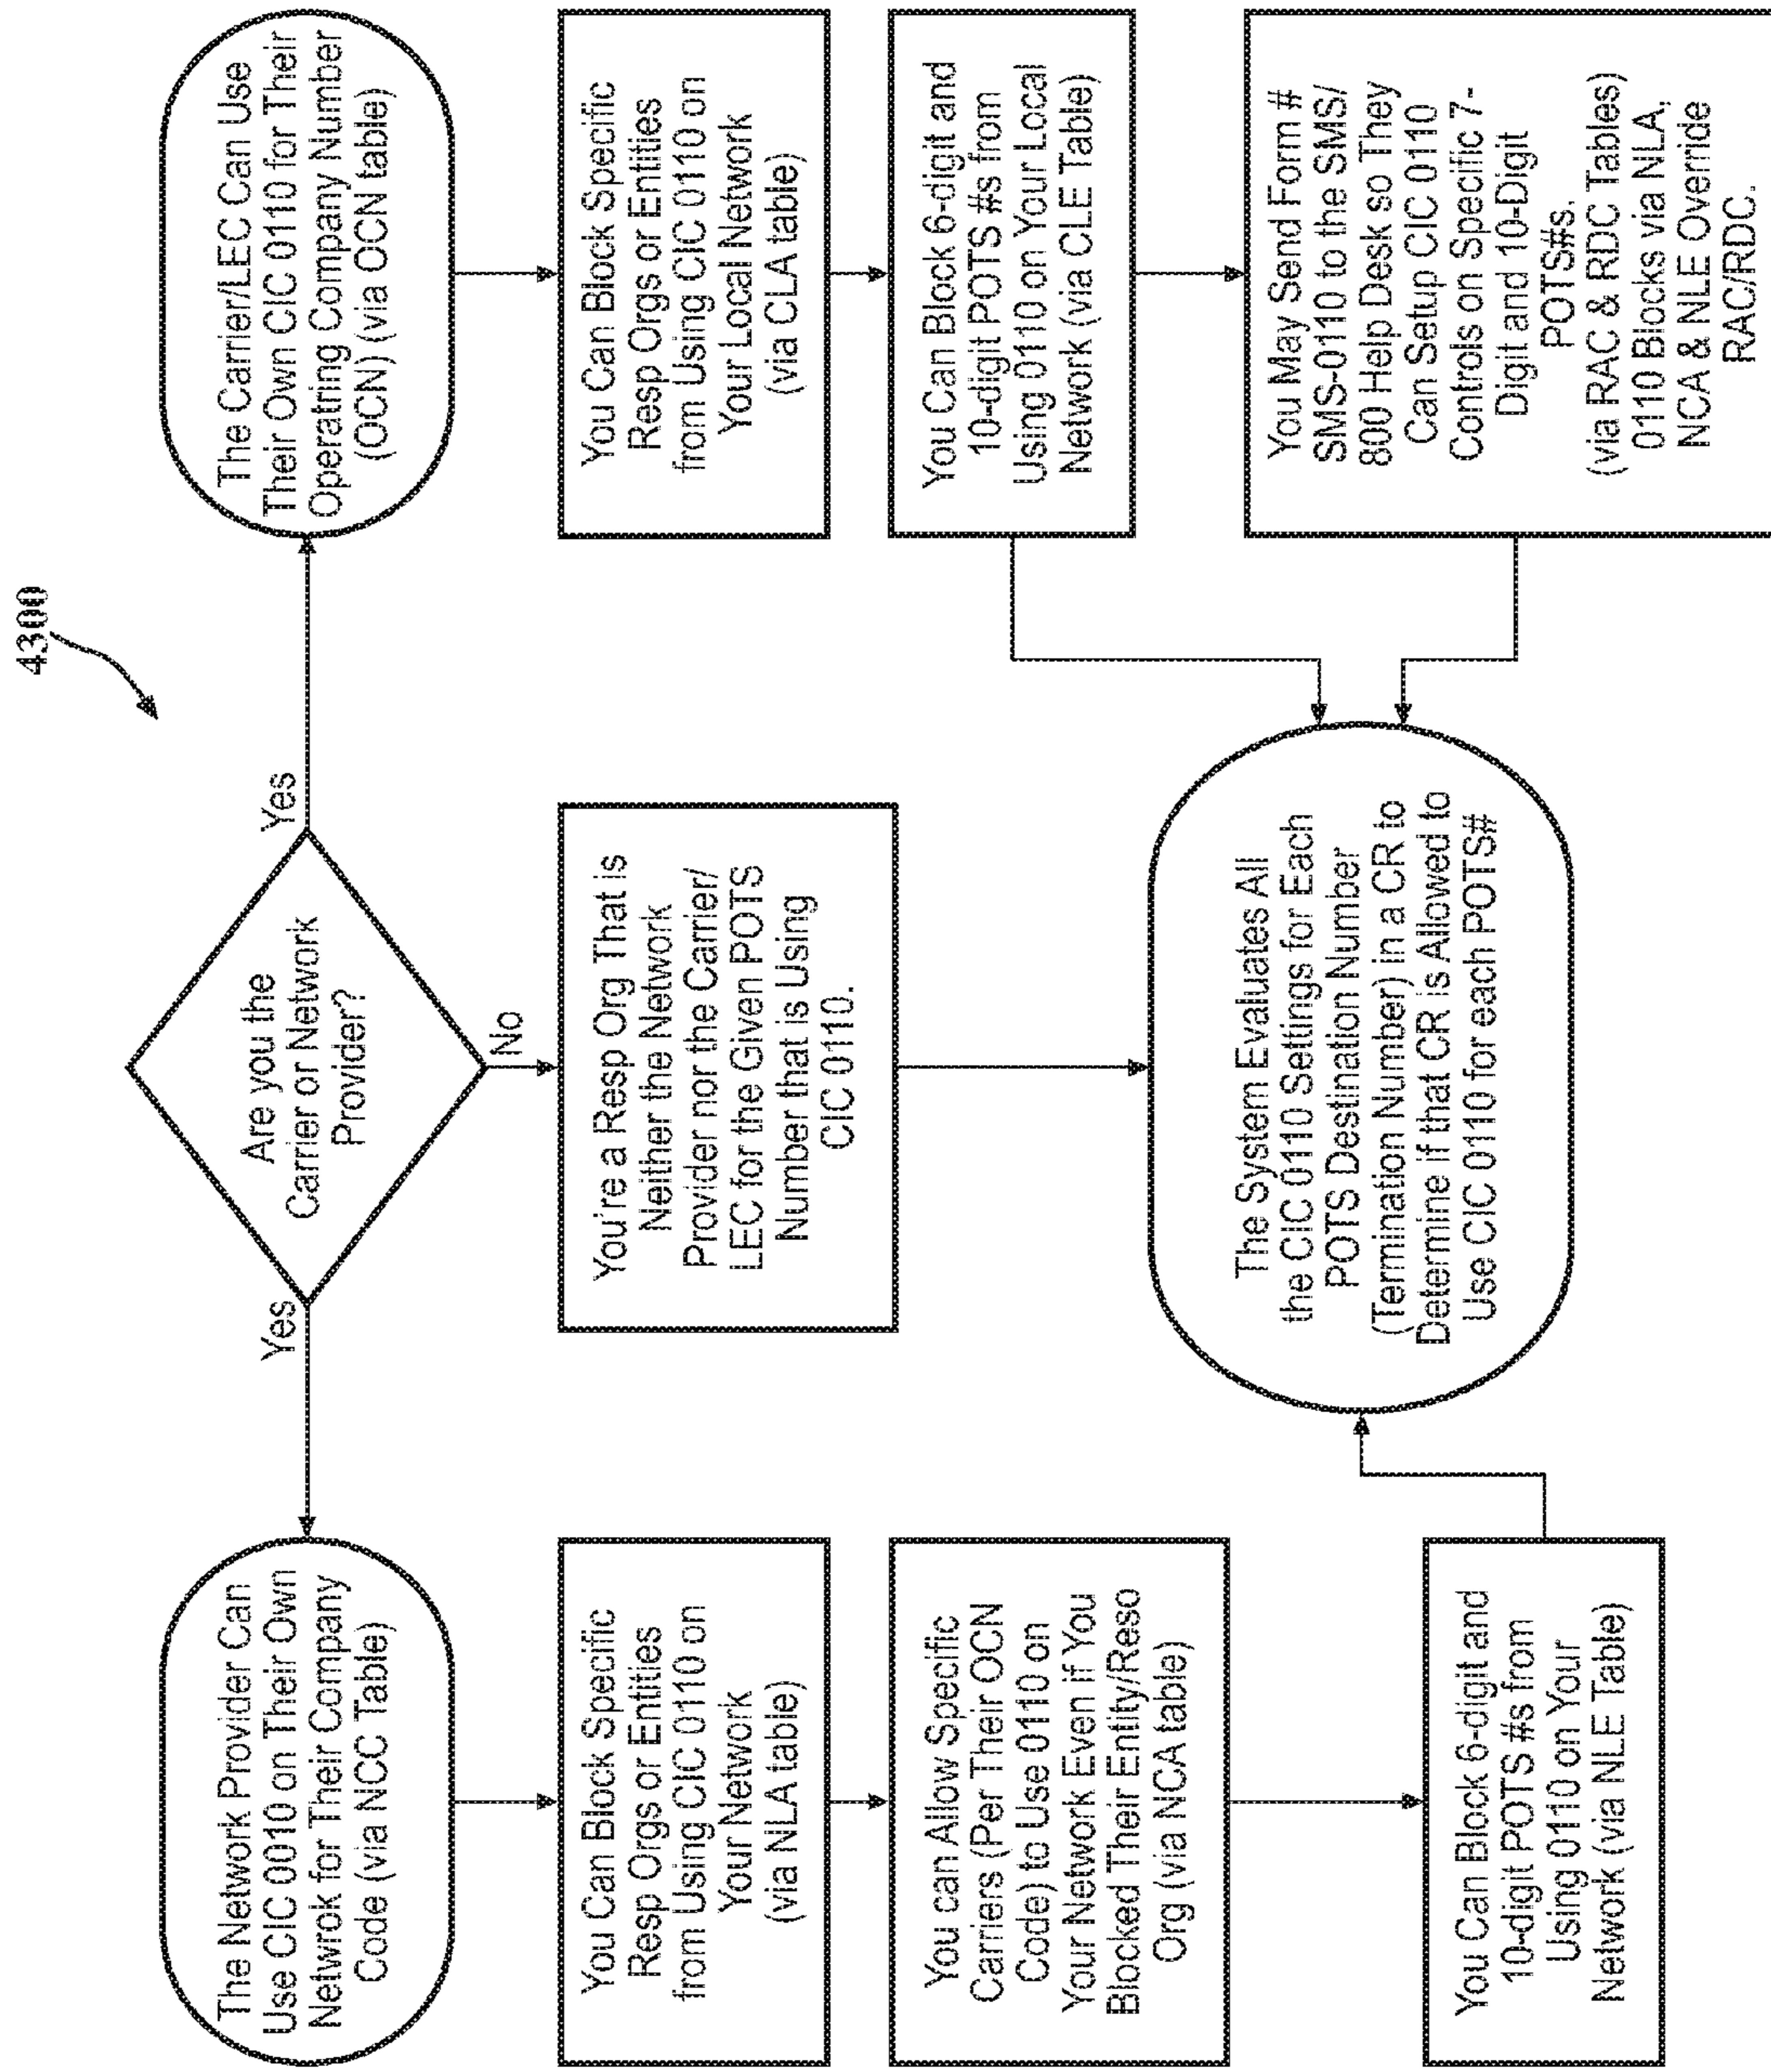 4300
Are you the
Carrier or Network
Provider?
Yes
Yes
No
The Network Provider Can
Use CIC 0010 on Their Own
Netwrok for Their Company
Code (via NCC Table)
You Can Block Specific
Resp Orgs or Entities
from Using CIC 0110 on
Your Network
(via NLA table)
You can Allow Specific
Carriers (Per Their OCN
Code) to Use 0110 on
Your Network Even if You
Blocked Their Entity/Reso
Org (via NCA table)
You Can Block 6-digit and
10-digit POTS #s from
Using 0110 on Your
Network (via NLE Table)
You're a Resp Org That is
Neither the Network
Provider nor the Carrier/
LEC for the Given POTS
Number that is Using
CIC 0110.
The System Evaluates All
the CIC 0110 Settings for Each
POTS Destination Number
(Termination Number) in a CR to
Determine if that CR is Allowed to
Use CIC 0110 for each POTS#
The Carrier/LEC Can Use
Their Own CIC 0110 for Their
Operating Company Number
(OCN) (via OCN table)
You Can Block Specific
Resp Orgs or Entities
from Using CIC 0110 on
Your Local Network
(via CLA table)
You Can Block 6-digit and
10-digit POTS #s from
Using 0110 on Your Local
Network (via CLE Table)
You May Send Form #
SMS-0110 to the SMS/
800 Help Desk so They
Can Setup CIC 0110
Controls on Specific 7-
Digit and 10-Digit
POTS#s.
(via RAC & RDC Tables)
0110 Blocks via NLA,
NCA & NLE Override
RAC/RDC.